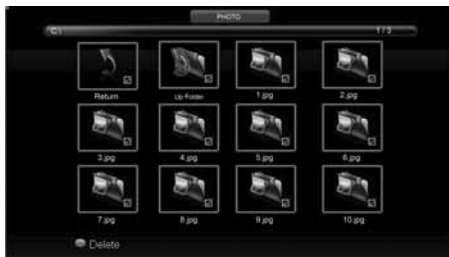 PHOTO
C:\ 1 / 3
Return Up Folder 1.jpg 2.jpg
3.jpg 4.jpg 5.jpg 6.jpg
7.jpg 8.jpg 9.jpg 10.jpg
Delete